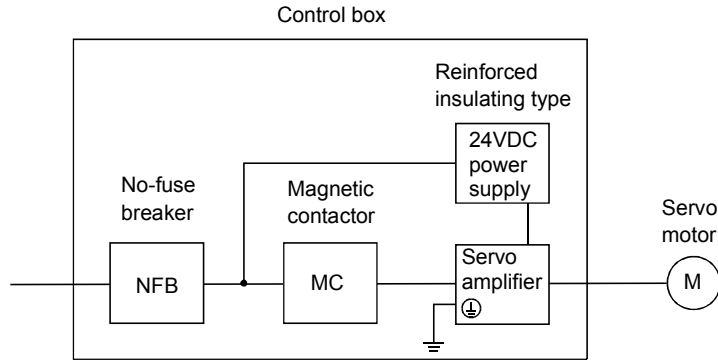 Control box
Reinforced
insulating type
24VDC
power
supply
No-fuse
breaker
Magnetic
contactor
Servo
motor
NFB
MC
Servo
amplifier
M